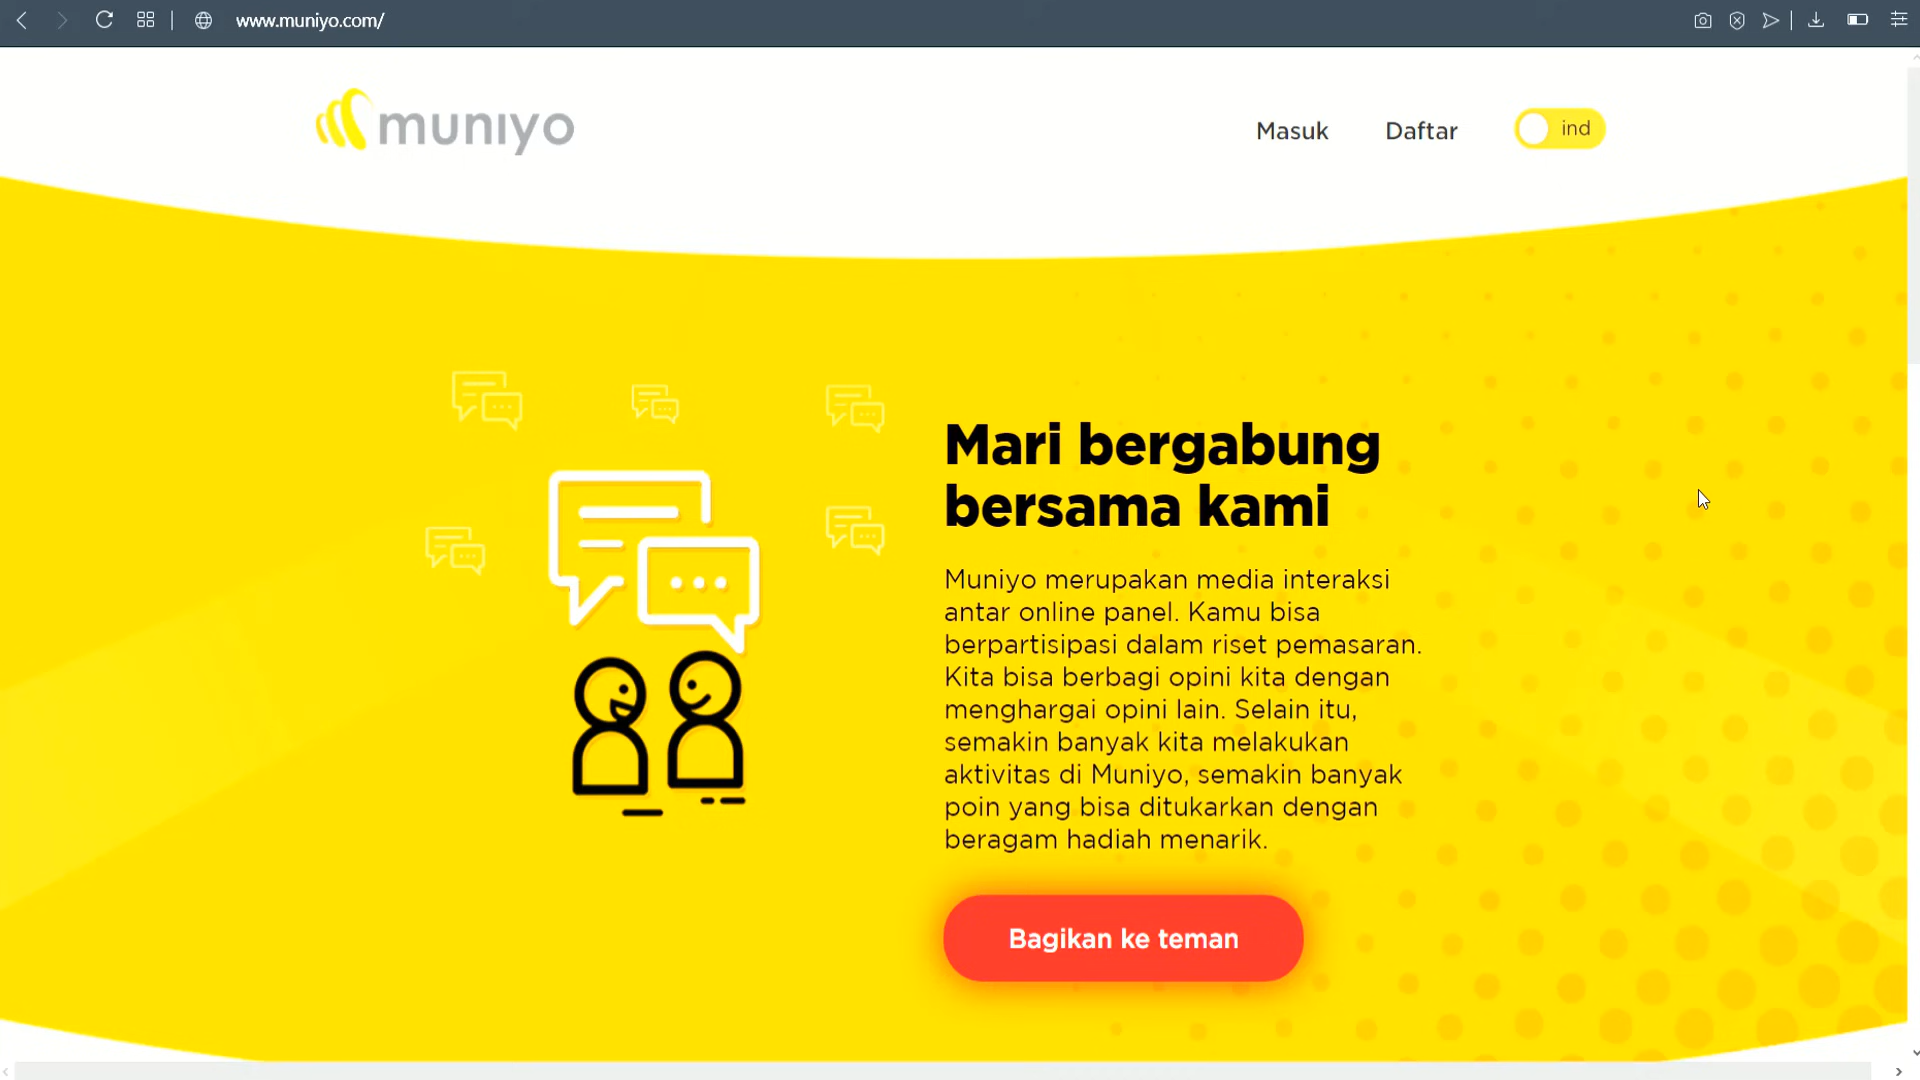 www.muniyo.com/
muniyo
Masuk
Daftar
ind
Mari bergabung
bersama kami
Muniyo merupakan media interaksi
antar online panel. Kamu bisa
berpartisipasi dalam riset pemasaran.
Kita bisa berbagi opini kita dengan
menghargai opini lain. Selain itu,
semakin banyak kita melakukan
aktivitas di Muniyo, semakin banyak
poin yang bisa ditukarkan dengan
beragam hadiah menarik.
Bagikan ke teman